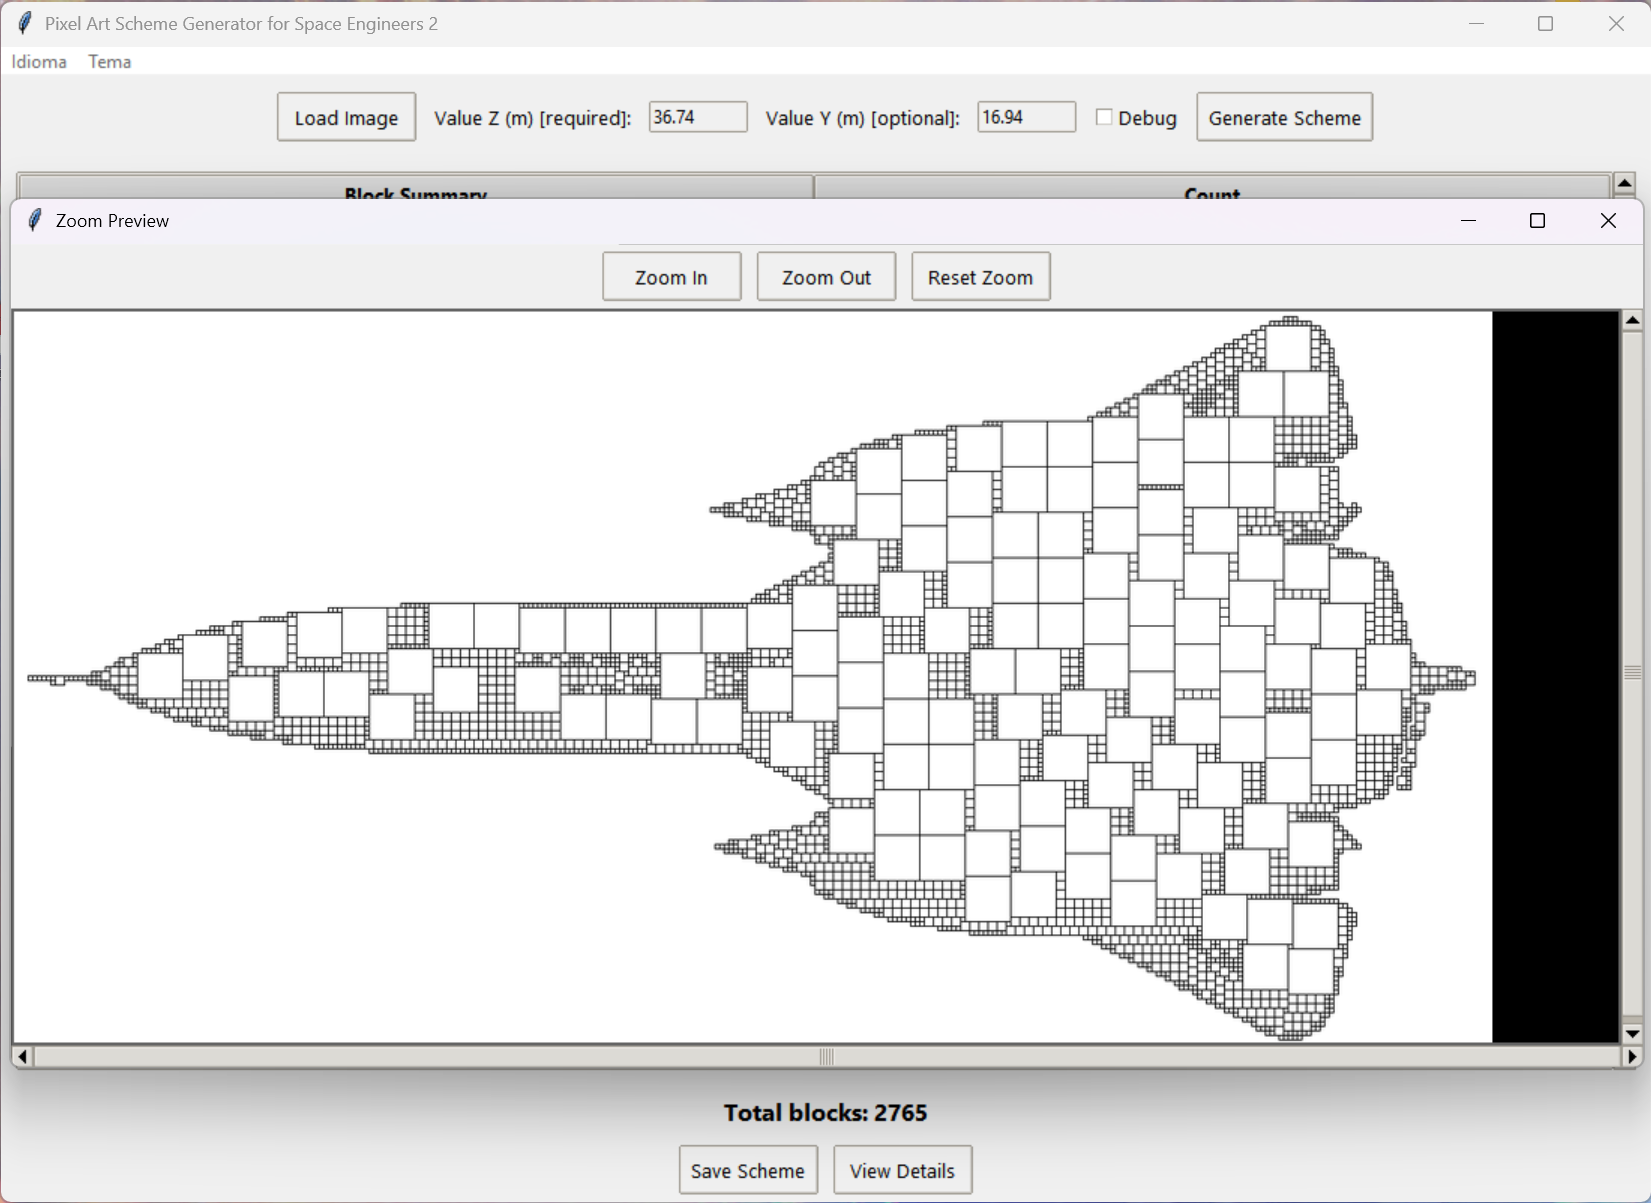 Pixel Art Scheme Generator for Space Engineers 2
Idioma Tema
Load Image Value Z (m) [required]: 36.74 Value Y (m) [optional]: 16.94 Debug Generate Scheme
Block Summary Count
Zoom Preview
Zoom In Zoom Out Reset Zoom
Total blocks: 2765
Save Scheme View Details